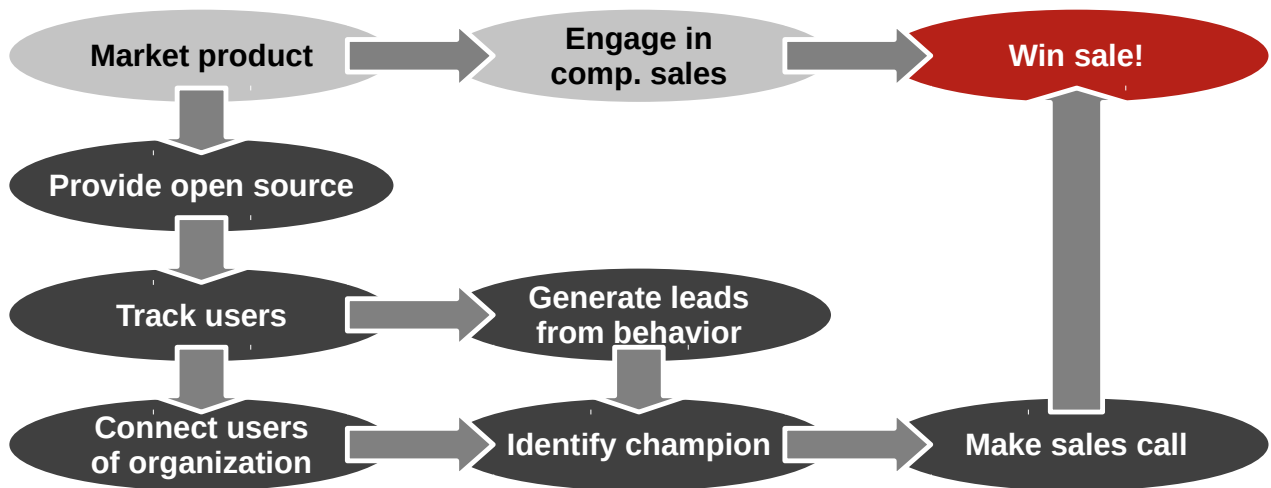 Market product
Engage in
comp. sales
Win sale!
Provide open source
Track users
Generate leads
from behavior
Connect users
of organization
Identify champion
Make sales call